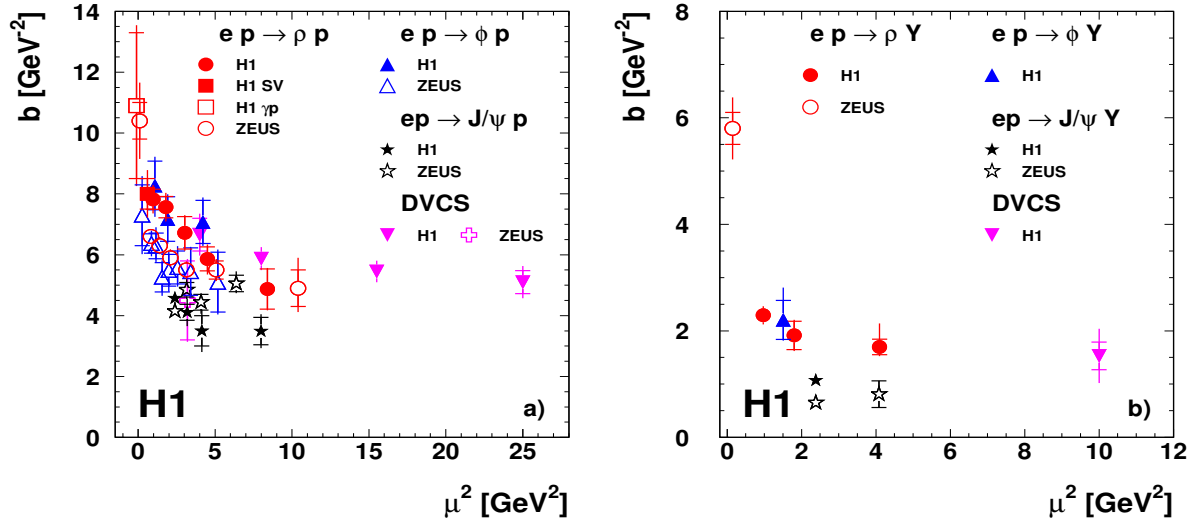 b [GeV⁻²]
14
12
10
8
6
4
2
0
e p → ρ p
H1
H1 SV
H1 γp
ZEUS
e p → ϕ p
H1
ZEUS
ep → J/ψ p
H1
ZEUS
DVCS
H1
ZEUS
H1
a)
0 5 10 15 20 25
μ² [GeV²]
b [GeV⁻²]
8
6
4
2
0
e p → ρ Y
H1
ZEUS
e p → ϕ Y
H1
ep → J/ψ Y
H1
ZEUS
DVCS
H1
H1
b)
0 2 4 6 8 10 12
μ² [GeV²]